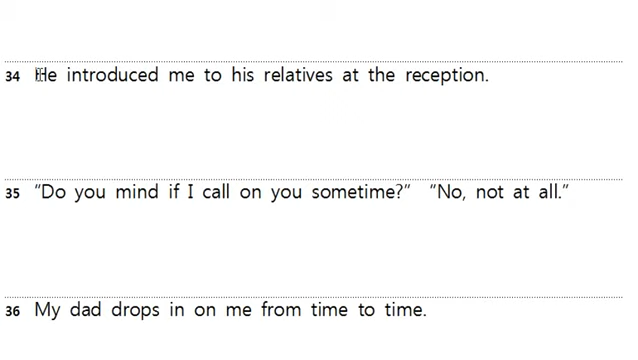 34 He introduced me to his relatives at the reception.
35 “Do you mind if I call on you sometime?” “No, not at all.”
36 My dad drops in on me from time to time.